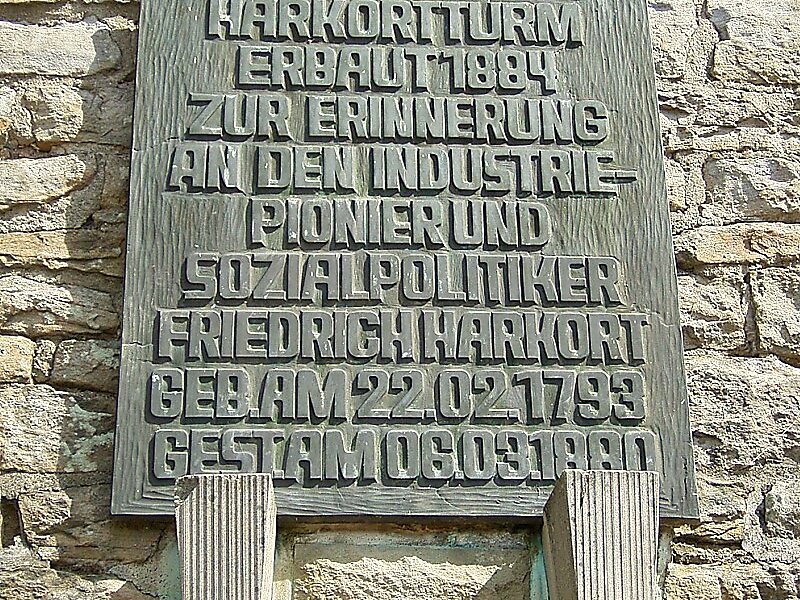 HARKORTTURM
ERBAUT 1884
ZUR ERINNERUNG
AN DEN INDUSTRIE-
PIONIER UND
SOZIALPOLITIKER
FRIEDRICH HARKORT
GEB. AM 22.02.1793
GEST. AM 06.03.1880